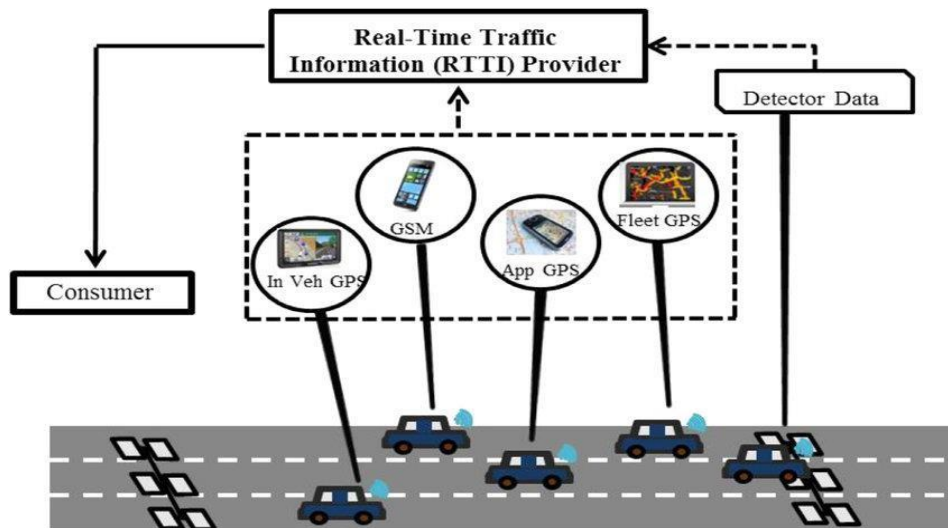 Real-Time Traffic
Information (RTTI) Provider
Detector Data
GSM
Fleet GPS
In Veh GPS
App GPS
Consumer